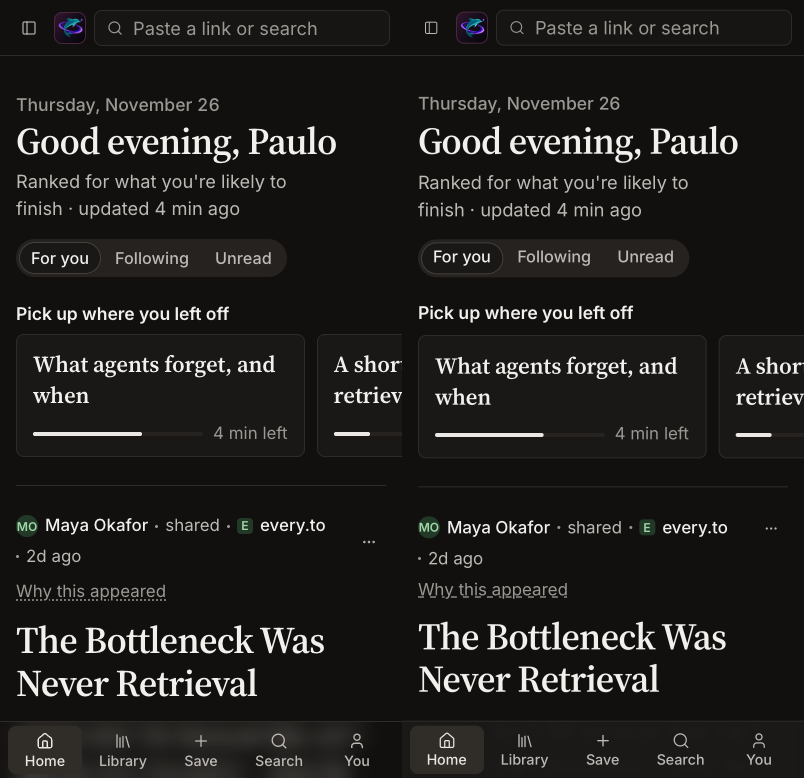 Paste a link or search
Thursday, November 26
Good evening, Paulo
Ranked for what you're likely to
finish · updated 4 min ago
For you Following Unread
Pick up where you left off
What agents forget, and
when
4 min left
A short
retriev
MO Maya Okafor · shared · E every.to
· 2d ago
Why this appeared
The Bottleneck Was
Never Retrieval
Home Library Save Search You
Paste a link or search
Thursday, November 26
Good evening, Paulo
Ranked for what you're likely to
finish · updated 4 min ago
For you Following Unread
Pick up where you left off
What agents forget, and
when
4 min left
A short
retriev
MO Maya Okafor · shared · E every.to
· 2d ago
Why this appeared
The Bottleneck Was
Never Retrieval
Home Library Save Search You